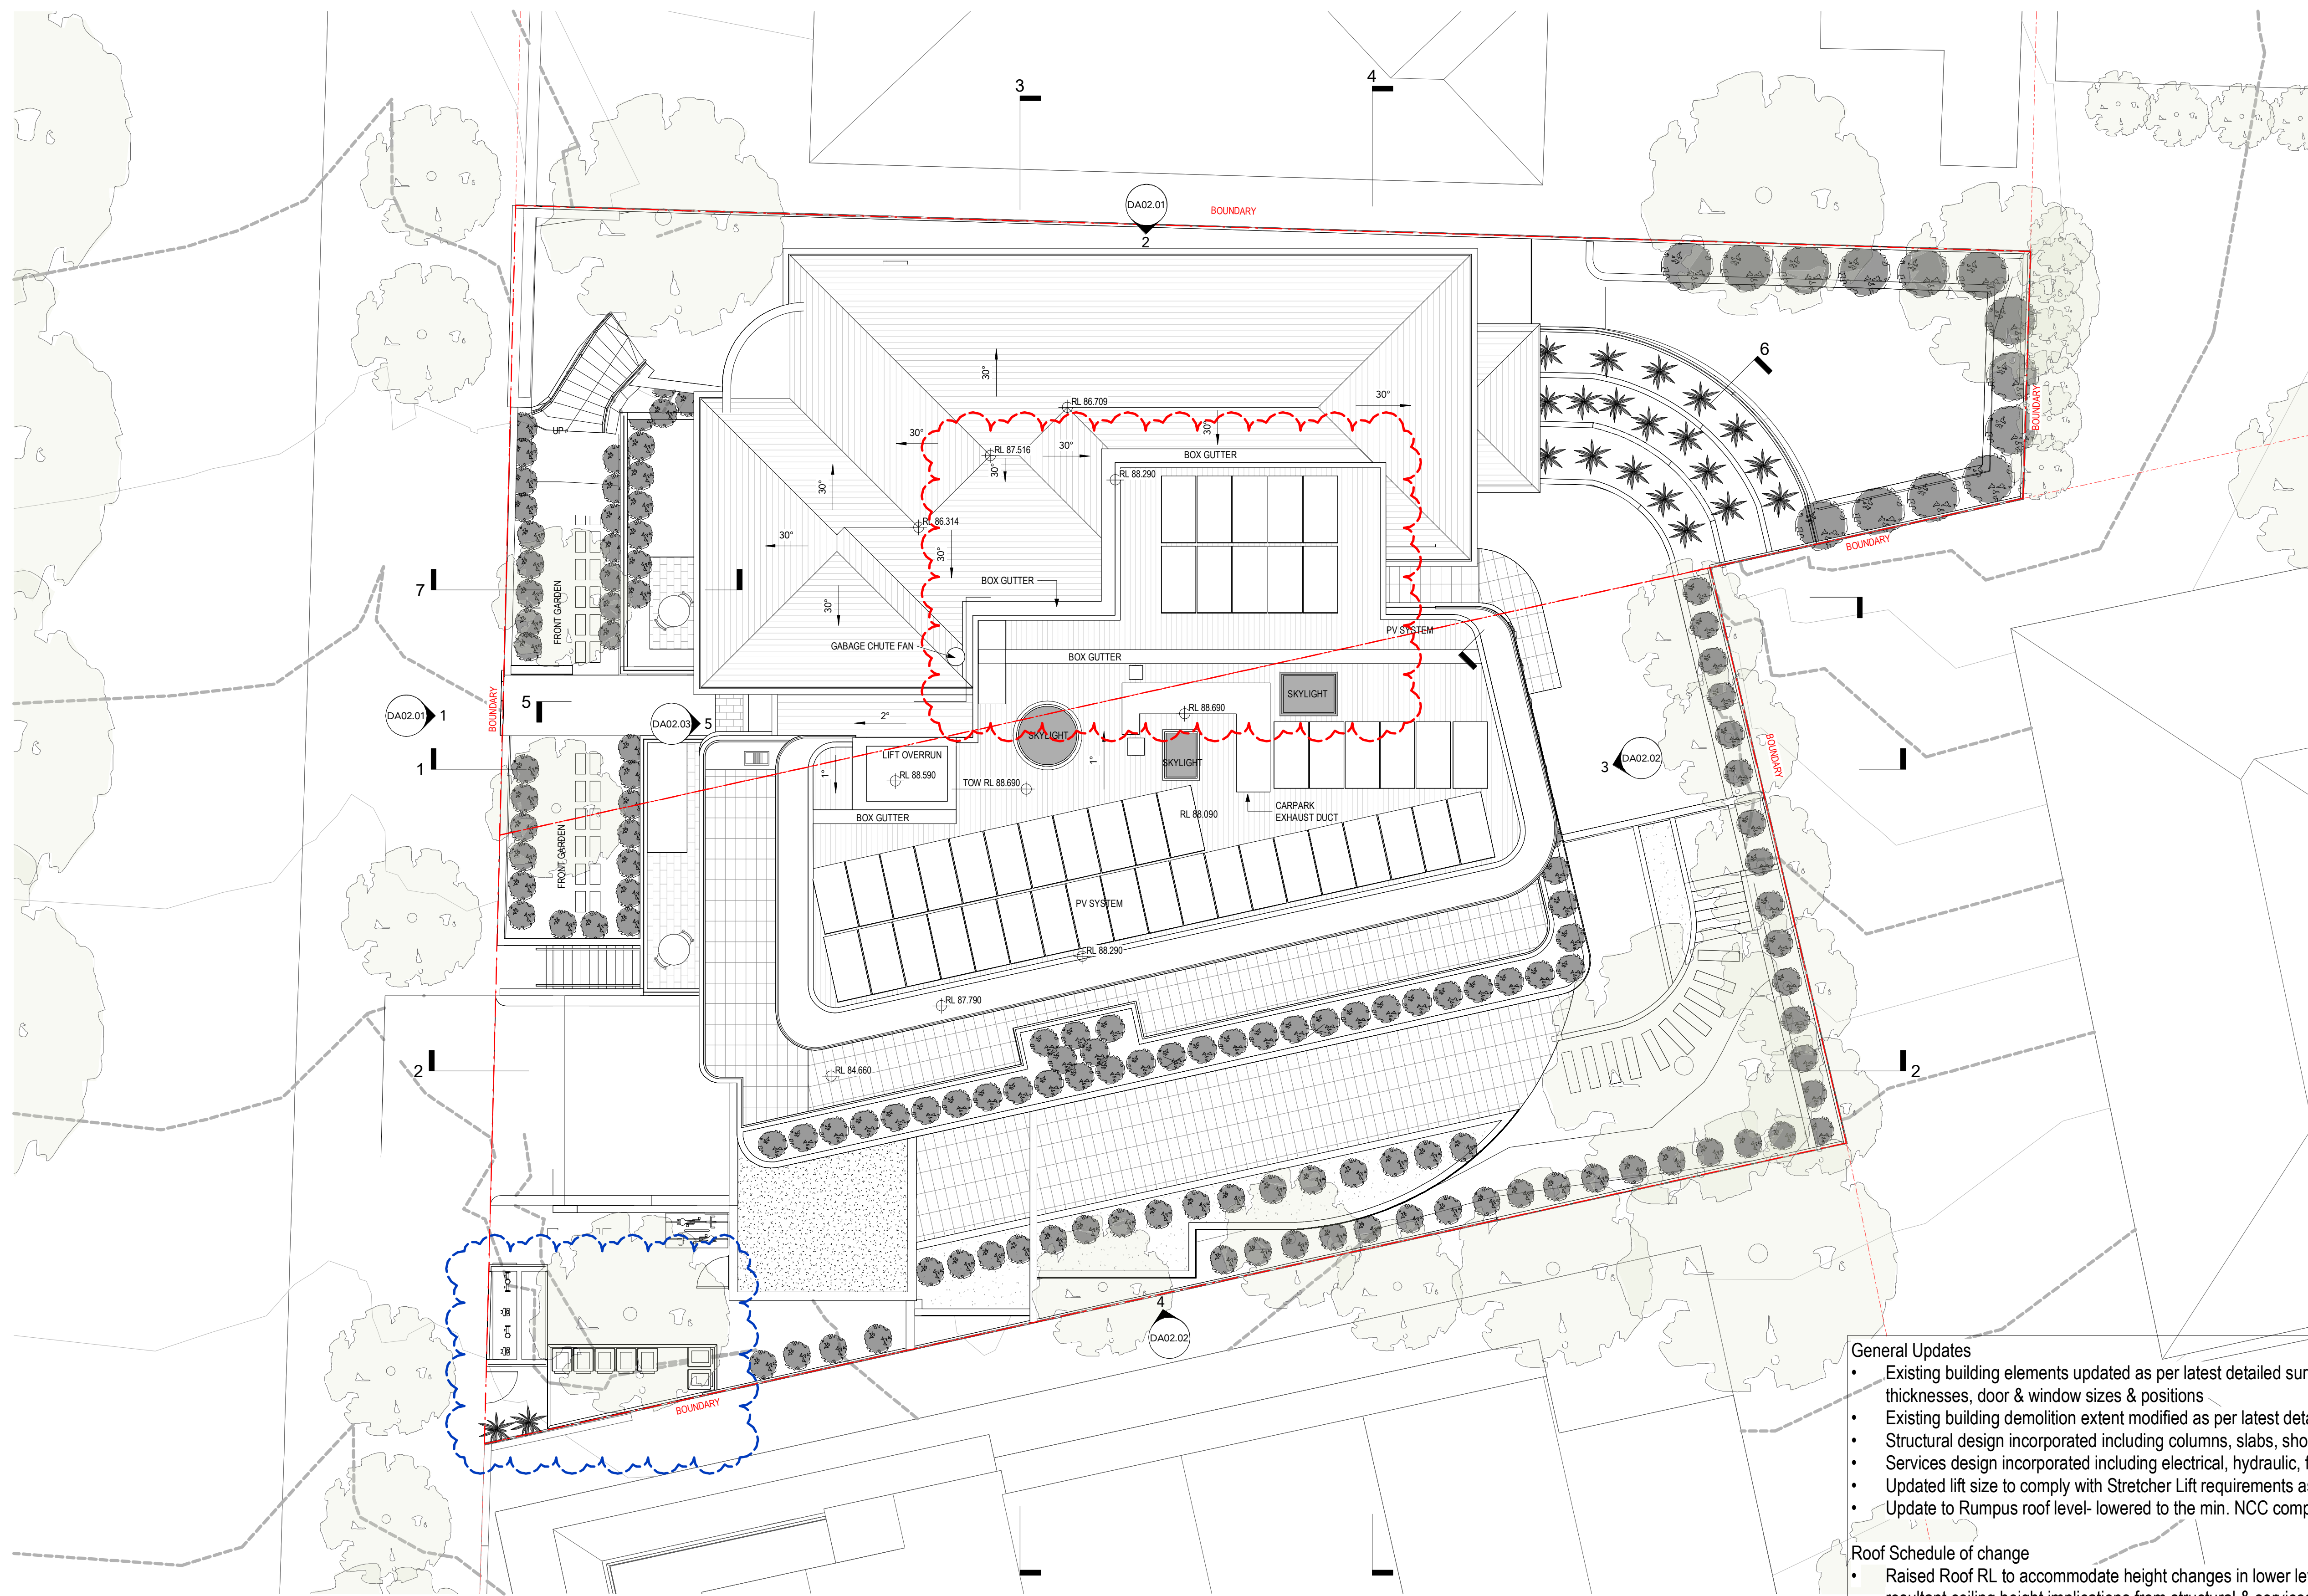 3
4
DA02.01
2
BOUNDARY
BOUNDARY
6
30°
30°
RL 86.709
30°
30°
RL 87.516
30°
30°
BOX GUTTER
RL 88.290
UP
30°
RL 86.314
30°
30°
BOX GUTTER
BOUNDARY
7
FRONT GARDEN
30°
GABAGE CHUTE FAN
PV SYSTEM
BOX GUTTER
SKYLIGHT
DA02.01
1
BOUNDARY
5
DA02.03
5
2°
RL 88.690
SKYLIGHT
BOUNDARY
1
LIFT OVERRUN
RL 88.590
1°
TOW RL 88.690
1°
SKYLIGHT
3
DA02.02
BOX GUTTER
RL 88.090
CARPARK
EXHAUST DUCT
FRONT GARDEN
PV SYSTEM
RL 88.290
RL 87.790
2
RL 84.660
2
4
DA02.02
BOUNDARY
General Updates
• Existing building elements updated as per latest detailed
thicknesses, door & window sizes & positions
• Existing building demolition extent modified as per latest
• Structural design incorporated including columns, slabs,
• Services design incorporated including electrical, hydraulic,
• Updated lift size to comply with Stretcher Lift requirements
• Update to Rumpus roof level- lowered to the min. NCC
Roof Schedule of change
• Raised Roof RL to accommodate height changes in lower